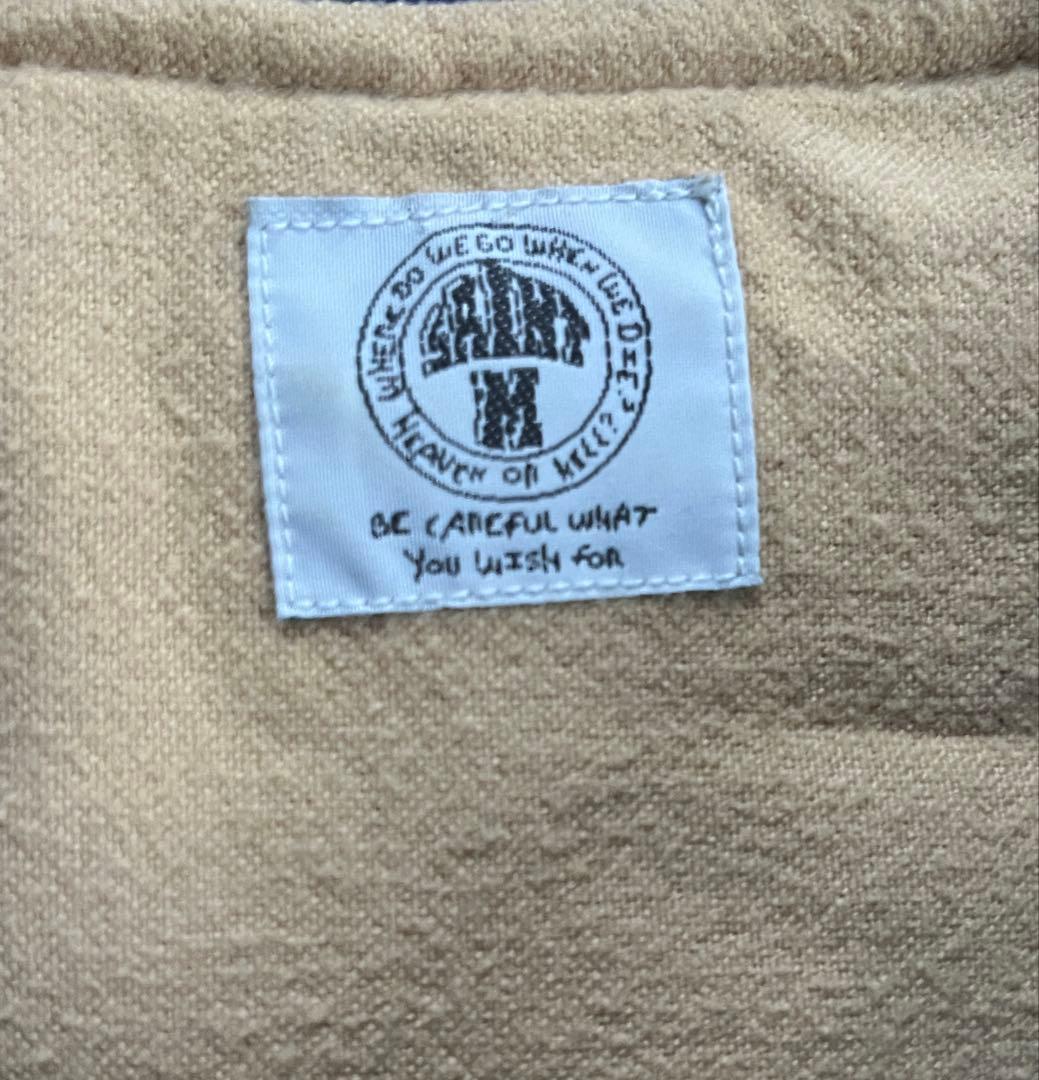 WHERE DO WE GO WHEN WE DIE?
SAINT
M
HEAVEN OR HELL?
BE CAREFUL WHAT
YOU WISH FOR